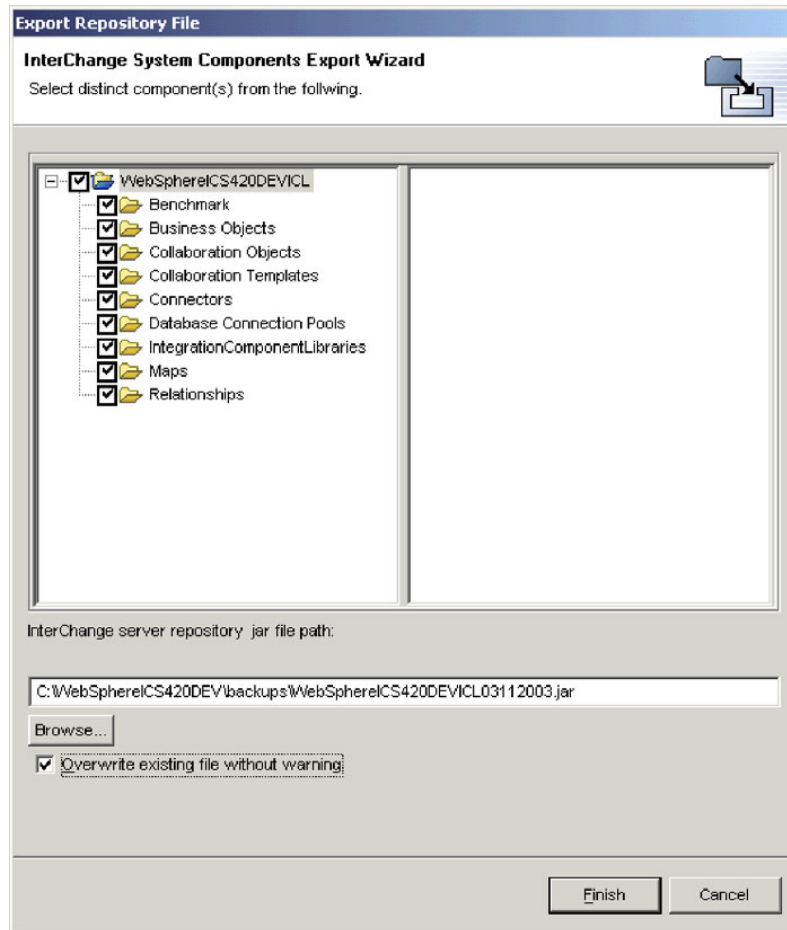 Export Repository File
InterChange System Components Export Wizard
Select distinct component(s) from the follwing.
WebSphereICS420DEVICL
Benchmark
Business Objects
Collaboration Objects
Collaboration Templates
Connectors
Database Connection Pools
IntegrationComponentLibraries
Maps
Relationships
InterChange server repository jar file path:
C:\WebSphereICS420DEV\backups\WebSphereICS420DEVICL03112003.jar
Browse...
Overwrite existing file without warning
Finish
Cancel